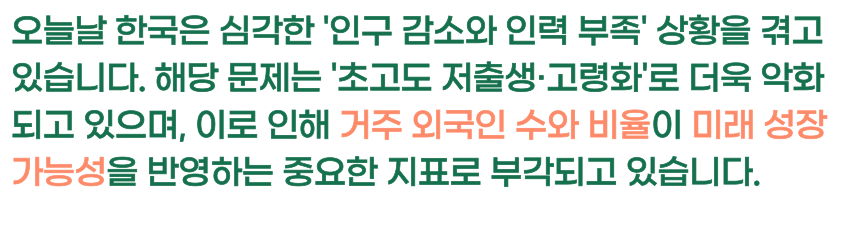 오늘날 한국은 심각한 '인구 감소와 인력 부족' 상황을 겪고
있습니다. 해당 문제는 '초고도 저출생·고령화'로 더욱 악화
되고 있으며, 이로 인해 거주 외국인 수와 비율이 미래 성장
가능성을 반영하는 중요한 지표로 부각되고 있습니다.